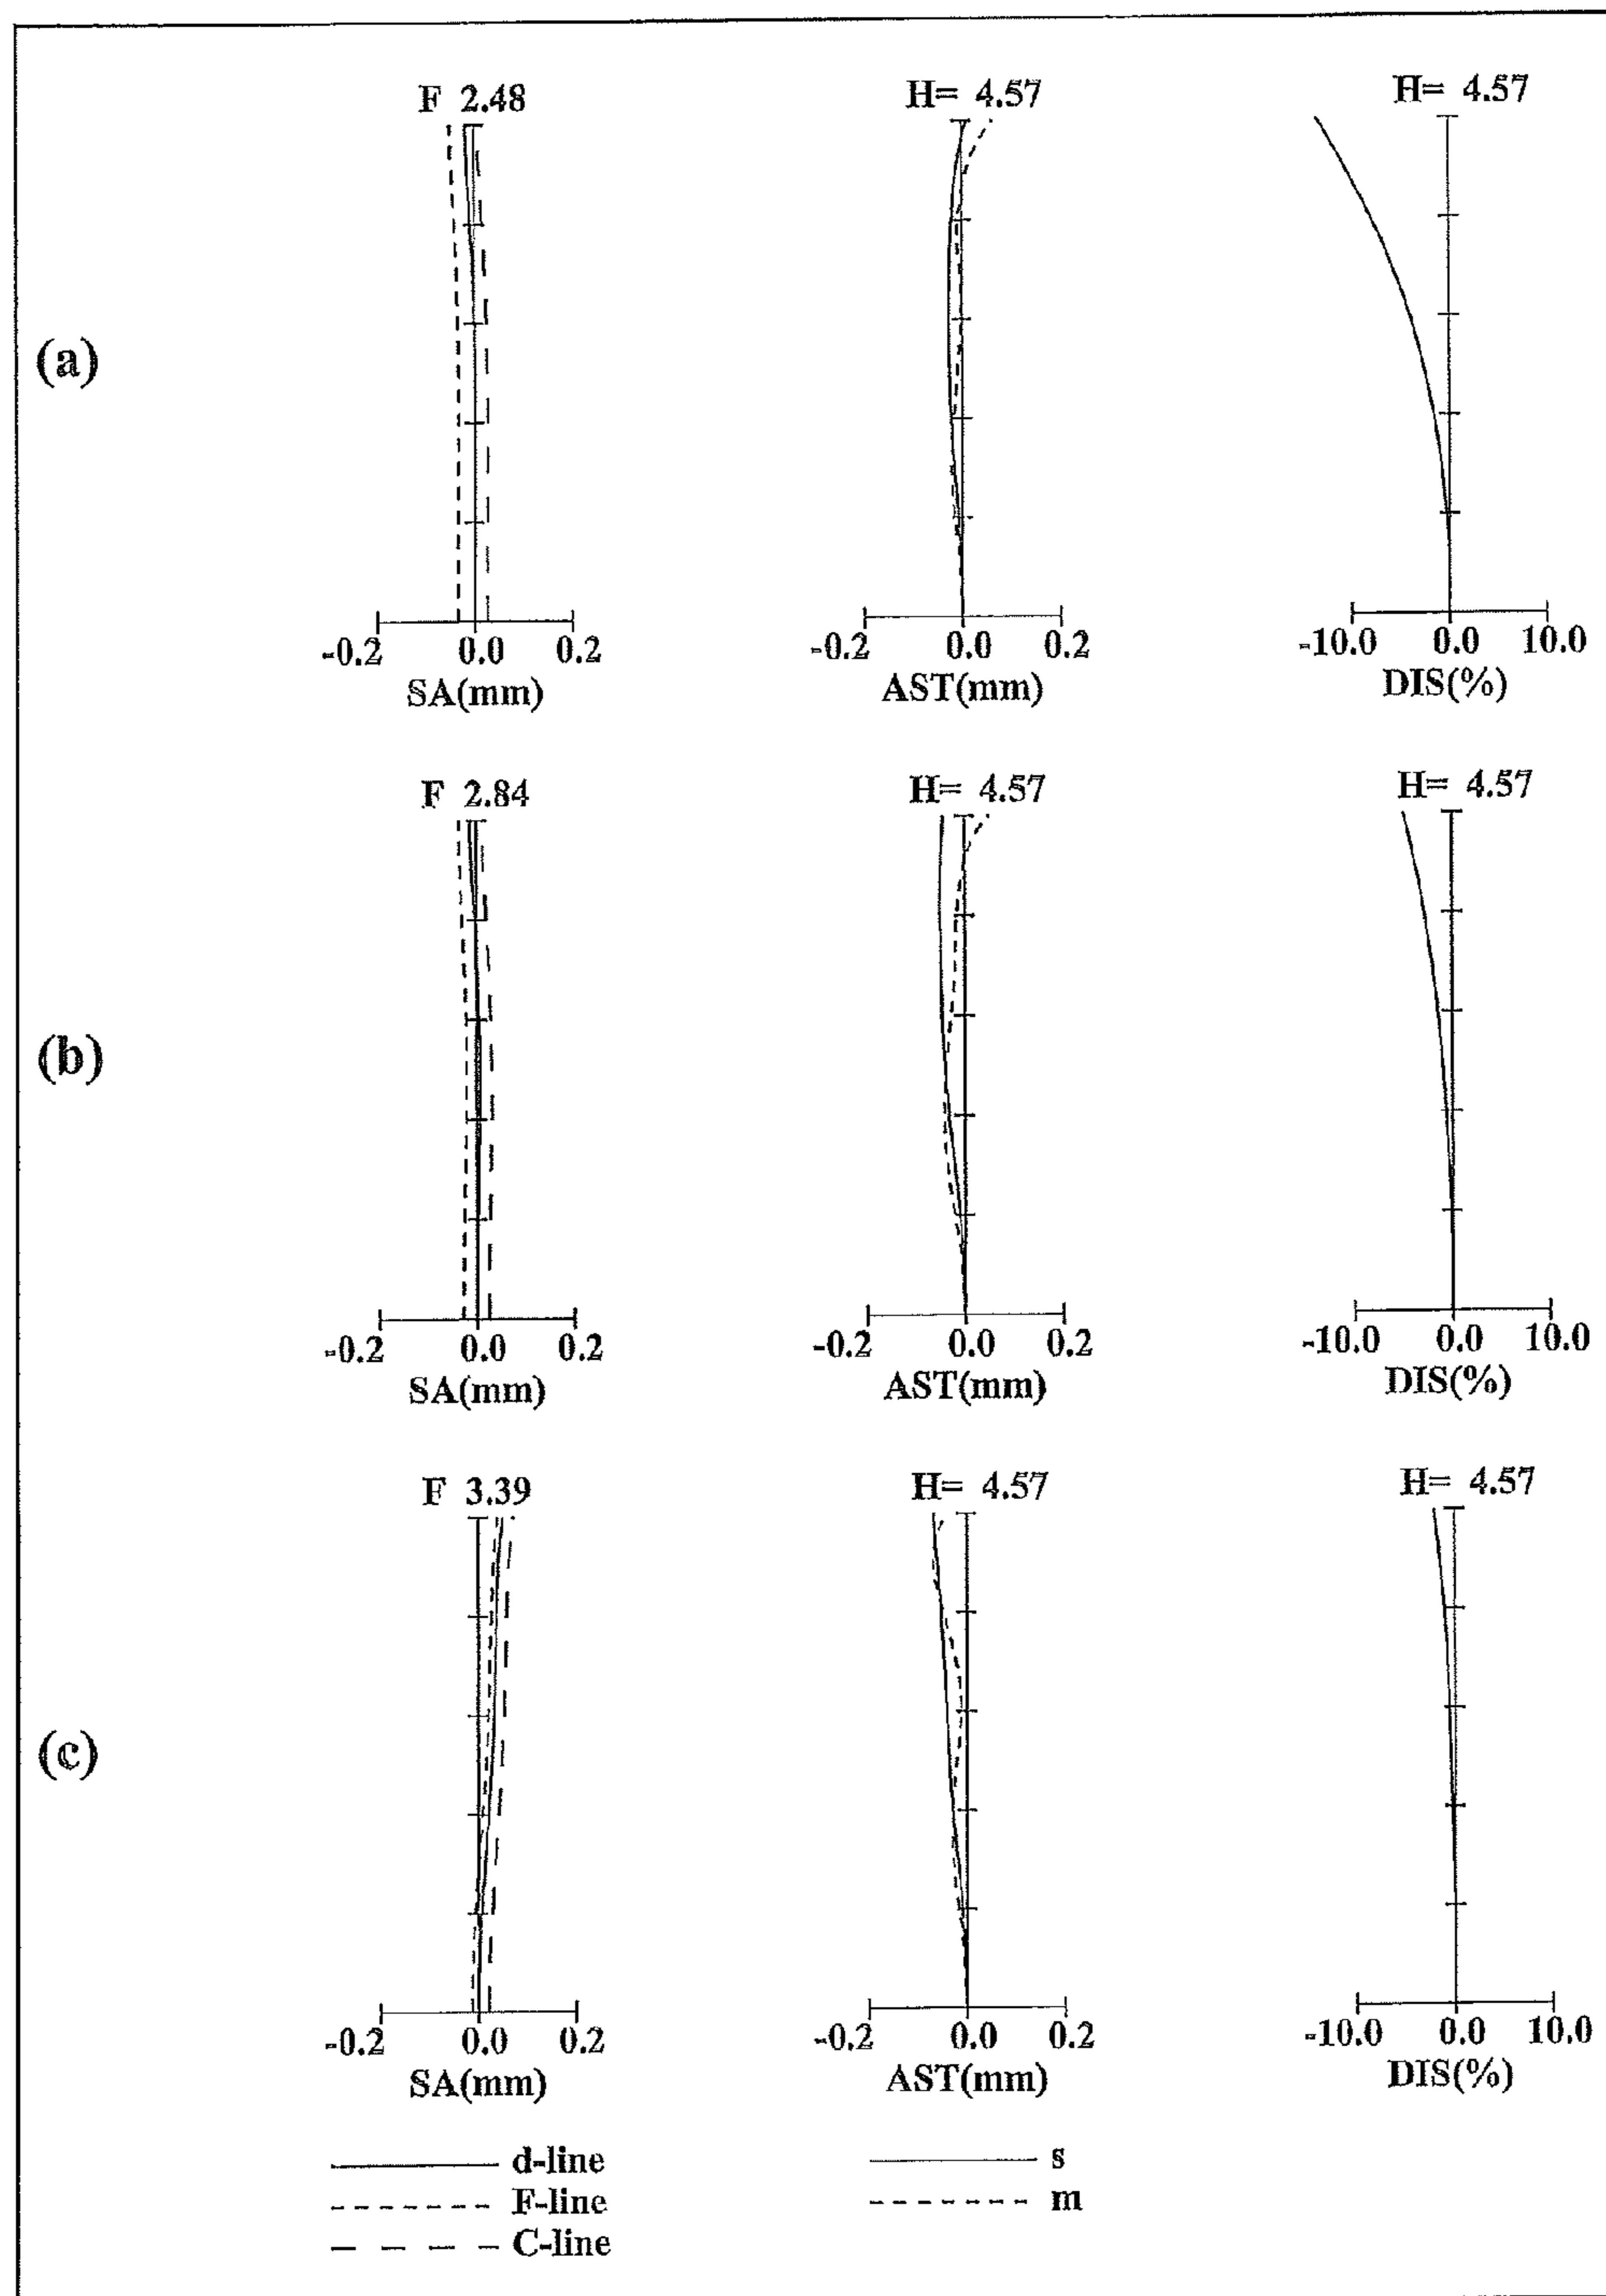 F 2.48 H= 4.57 H= 4.57
(a)
-0.2 0.0 0.2 -0.2 0.0 0.2 -10.0 0.0 10.0
SA(mm) AST(mm) DIS(%)
F 2.84 H= 4.57 H= 4.57
(b)
-0.2 0.0 0.2 -0.2 0.0 0.2 -10.0 0.0 10.0
SA(mm) AST(mm) DIS(%)
F 3.39 H= 4.57 H= 4.57
(c)
-0.2 0.0 0.2 -0.2 0.0 0.2 -10.0 0.0 10.0
SA(mm) AST(mm) DIS(%)
d-line s
F-line m
C-line